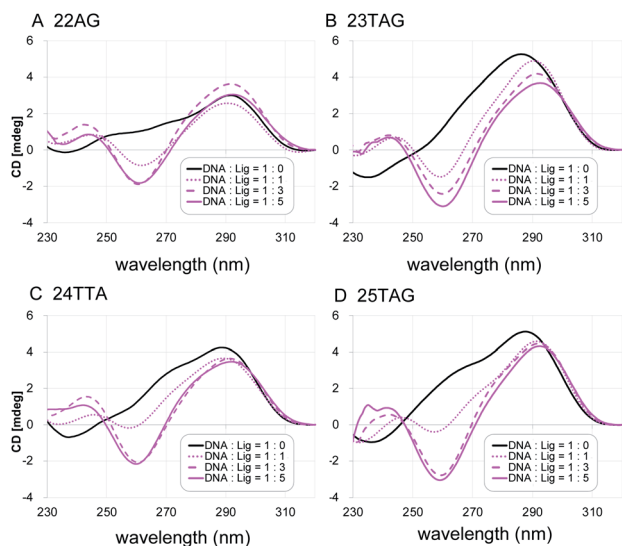 A 22AG
6
4
2
0
-2
-4
CD [mdeg]
DNA : Lig = 1 : 0
DNA : Lig = 1 : 1
DNA : Lig = 1 : 3
DNA : Lig = 1 : 5
230 250 270 290 310
wavelength (nm)
B 23TAG
6
4
2
0
-2
-4
DNA : Lig = 1 : 0
DNA : Lig = 1 : 1
DNA : Lig = 1 : 3
DNA : Lig = 1 : 5
230 250 270 290 310
wavelength (nm)
C 24TTA
6
4
2
0
-2
-4
CD [mdeg]
DNA : Lig = 1 : 0
DNA : Lig = 1 : 1
DNA : Lig = 1 : 3
DNA : Lig = 1 : 5
230 250 270 290 310
wavelength (nm)
D 25TAG
6
4
2
0
-2
-4
DNA : Lig = 1 : 0
DNA : Lig = 1 : 1
DNA : Lig = 1 : 3
DNA : Lig = 1 : 5
230 250 270 290 310
wavelength (nm)